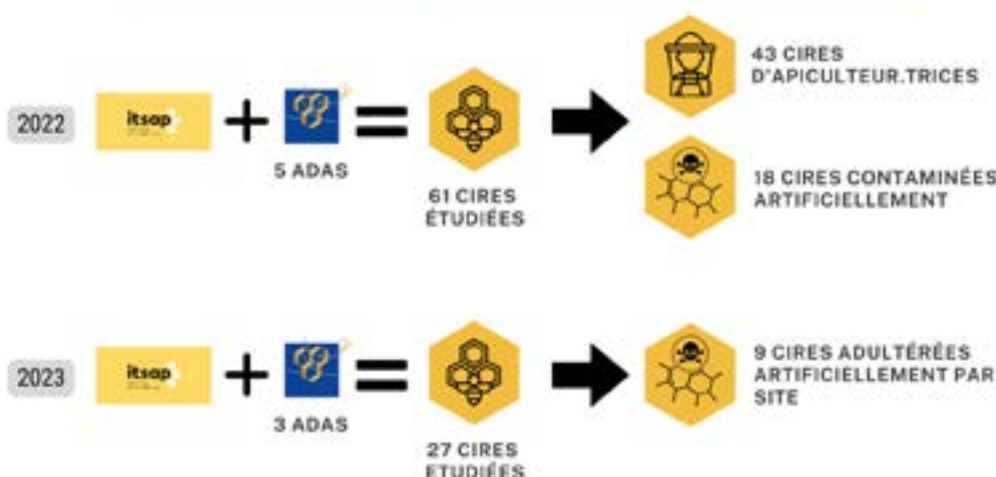 2022
itsap
5 ADAS
61 CIRES
ÉTUDIÉES
43 CIRES
D'APICULTEUR.TRICES
18 CIRES CONTAMINÉES
ARTIFICIELLEMENT
2023
itsap
3 ADAS
27 CIRES
ETUDIÉES
9 CIRES ADULTÉRÉES
ARTIFICIELLEMENT PAR
SITE